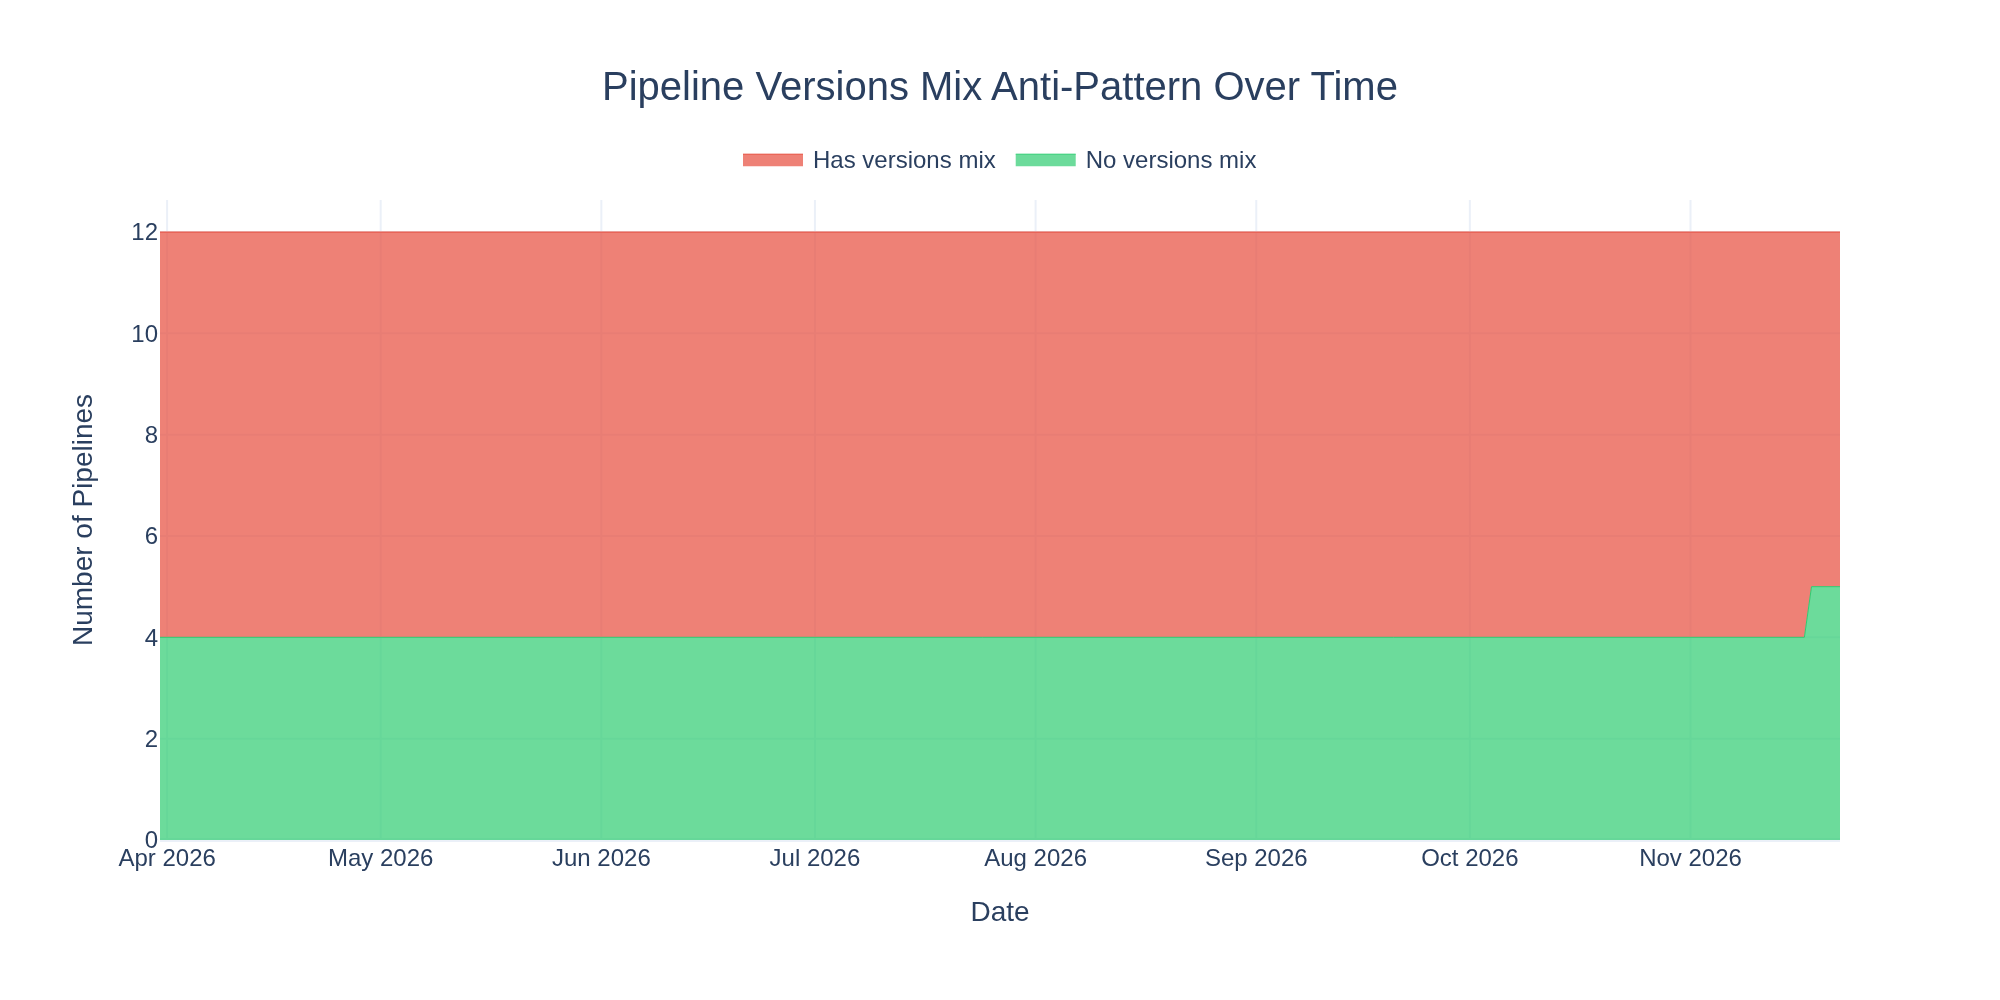 Pipeline Versions Mix Anti-Pattern Over Time
Has versions mix
No versions mix
Number of Pipelines
12
10
8
6
4
2
0
Apr 2026
May 2026
Jun 2026
Jul 2026
Aug 2026
Sep 2026
Oct 2026
Nov 2026
Date